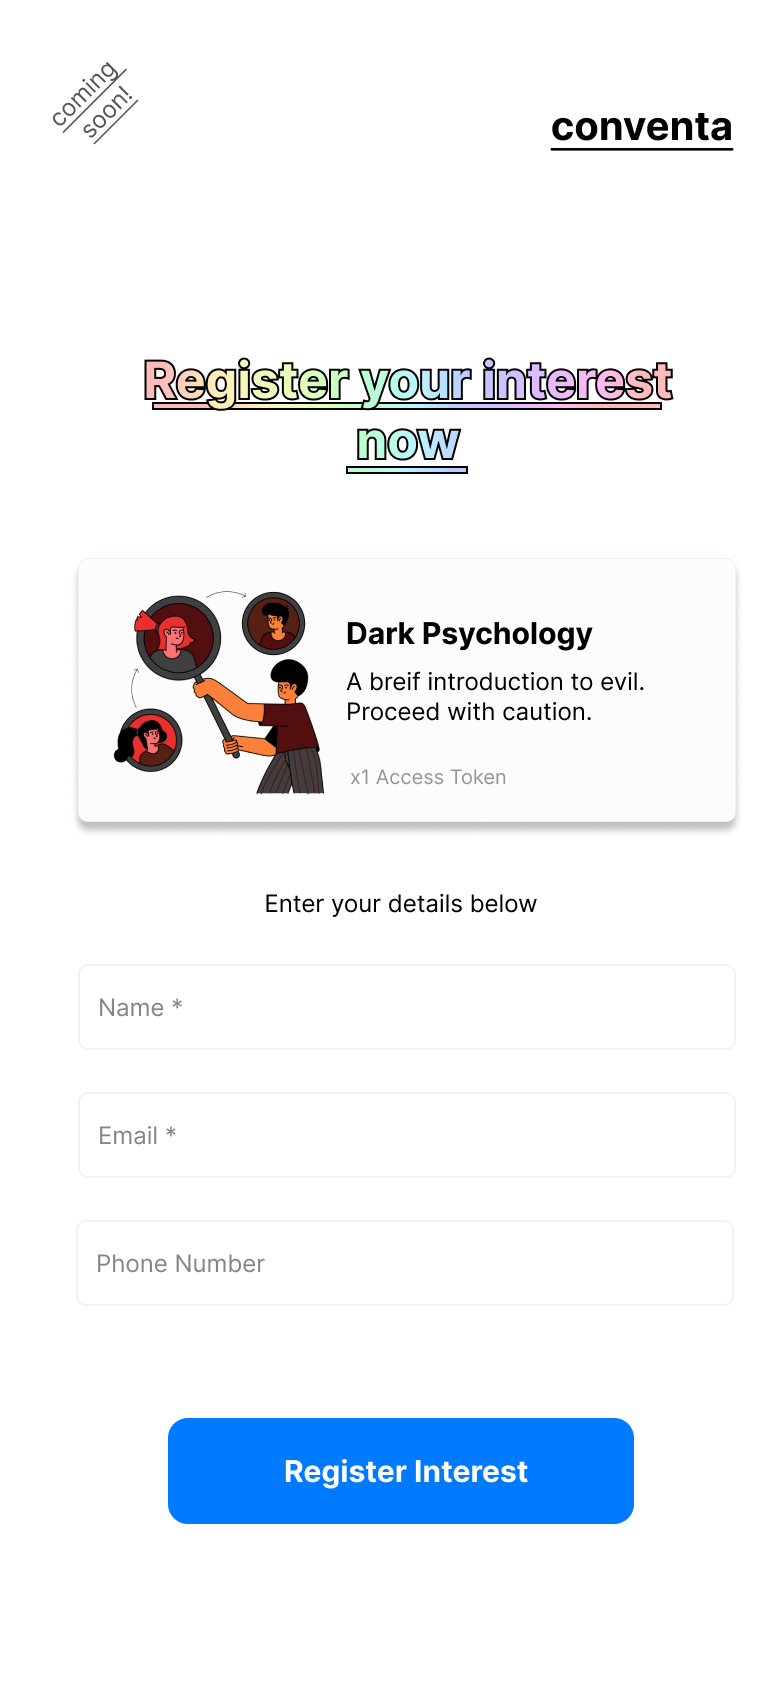 coming
soon!
conventa
Register your interest
now
Dark Psychology
A breif introduction to evil.
Proceed with caution.
x1 Access Token
Enter your details below
Name *
Email *
Phone Number
Register Interest